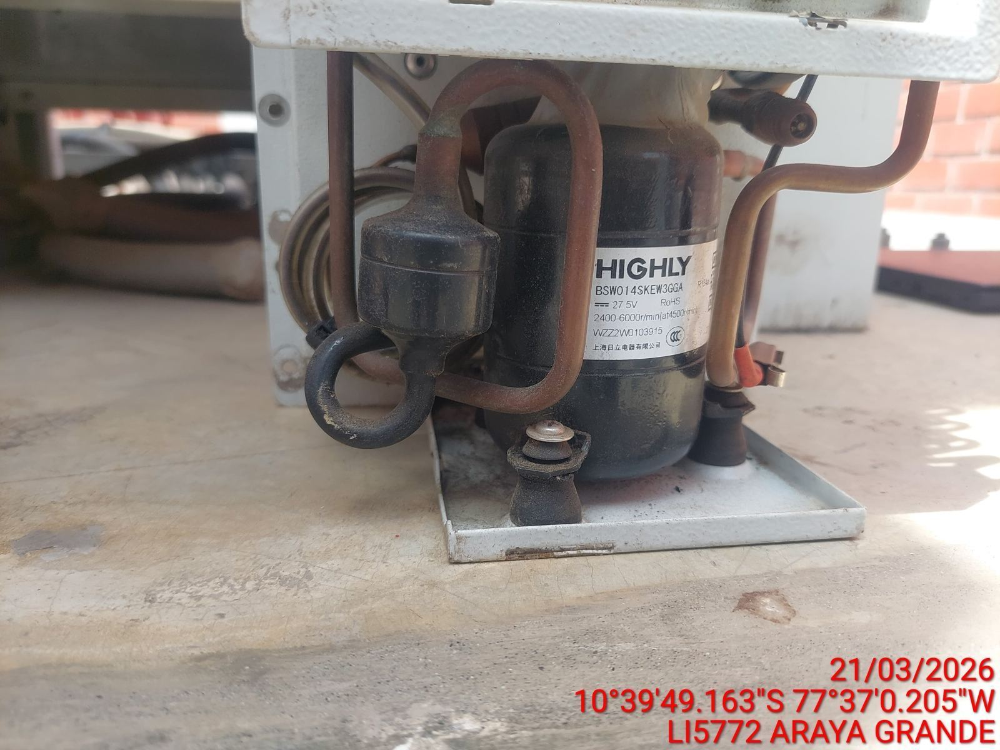 HIGHLY
BSW014SKEW3GGA R134a
27.5V RoHS
2400-6000r/min(at4500r/min)
WZZ2W0103915
上海日立电器有限公司
21/03/2026
10°39'49.163"S 77°37'0.205"W
LI5772 ARAYA GRANDE